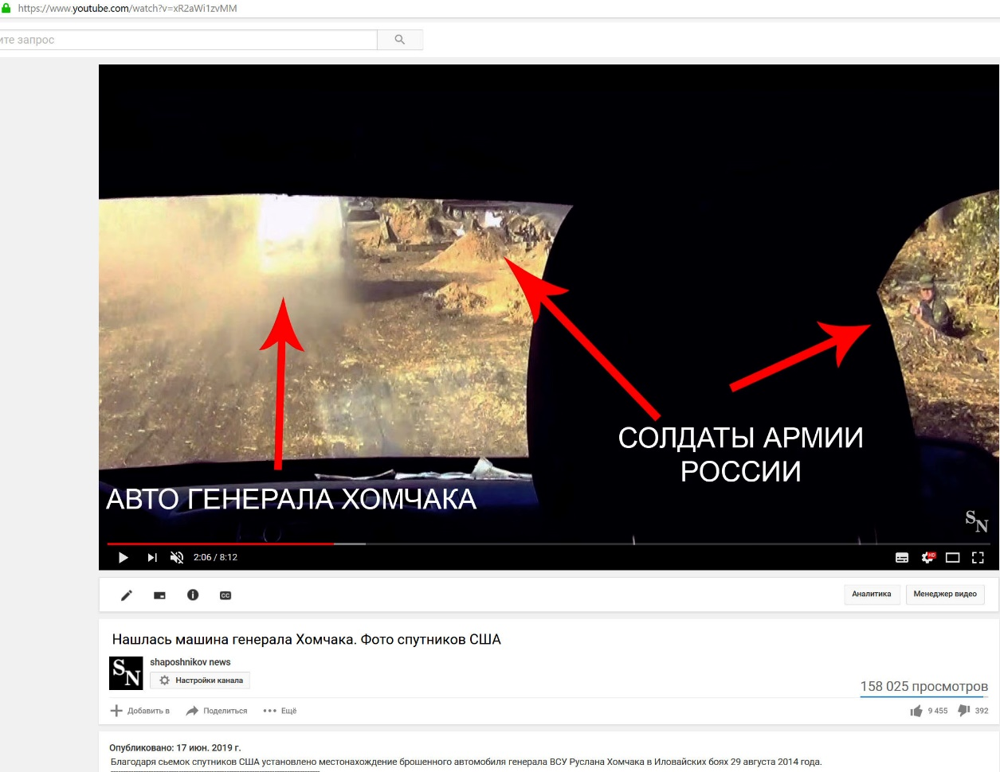 https://www.youtube.com/watch?v=xR2aWi1zvMM
ите запрос
СОЛДАТЫ АРМИИ
РОССИИ
АВТО ГЕНЕРАЛА ХОМЧАКА
SN
2:06 / 8:12
HD
CC
Аналитика
Менеджер видео
Нашлась машина генерала Хомчака. Фото спутников США
SN
shaposhnikov news
Настройки канала
158 025 просмотров
Добавить в
Поделиться
Ещё
9 455
392
Опубликовано: 17 июн. 2019 г.
Благодаря сьемок спутников США установлено местонахождение брошенного автомобиля генерала ВСУ Руслана Хомчака в Иловайских боях 29 августа 2014 года.